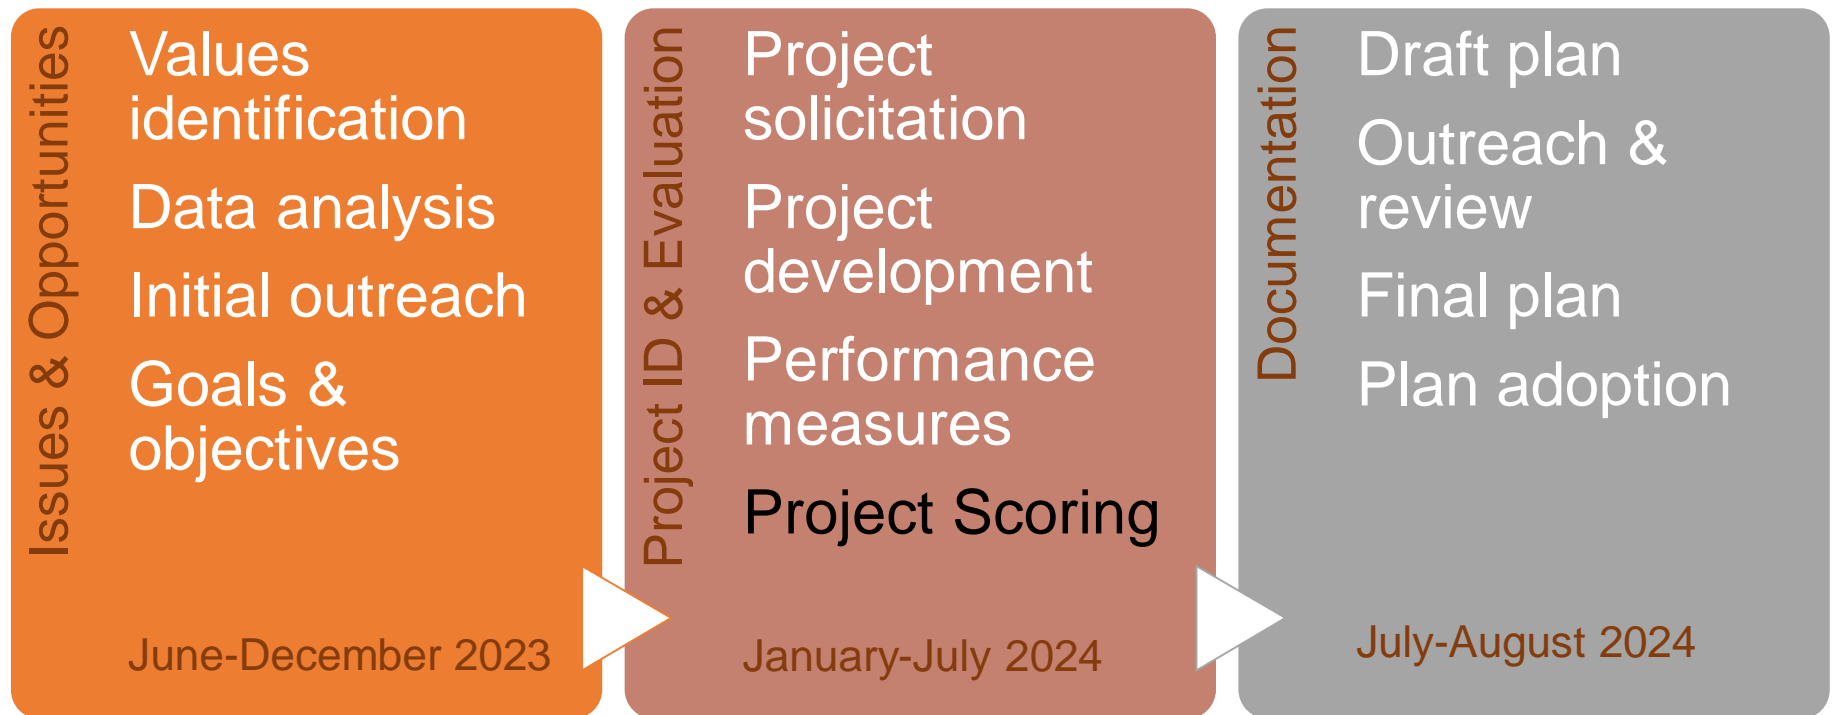 Issues & Opportunities
Values
identification
Data analysis
Initial outreach
Goals &
objectives
June-December 2023
Project ID & Evaluation
Project
solicitation
Project
development
Performance
measures
Project Scoring
January-July 2024
Documentation
Draft plan
Outreach &
review
Final plan
Plan adoption
July-August 2024